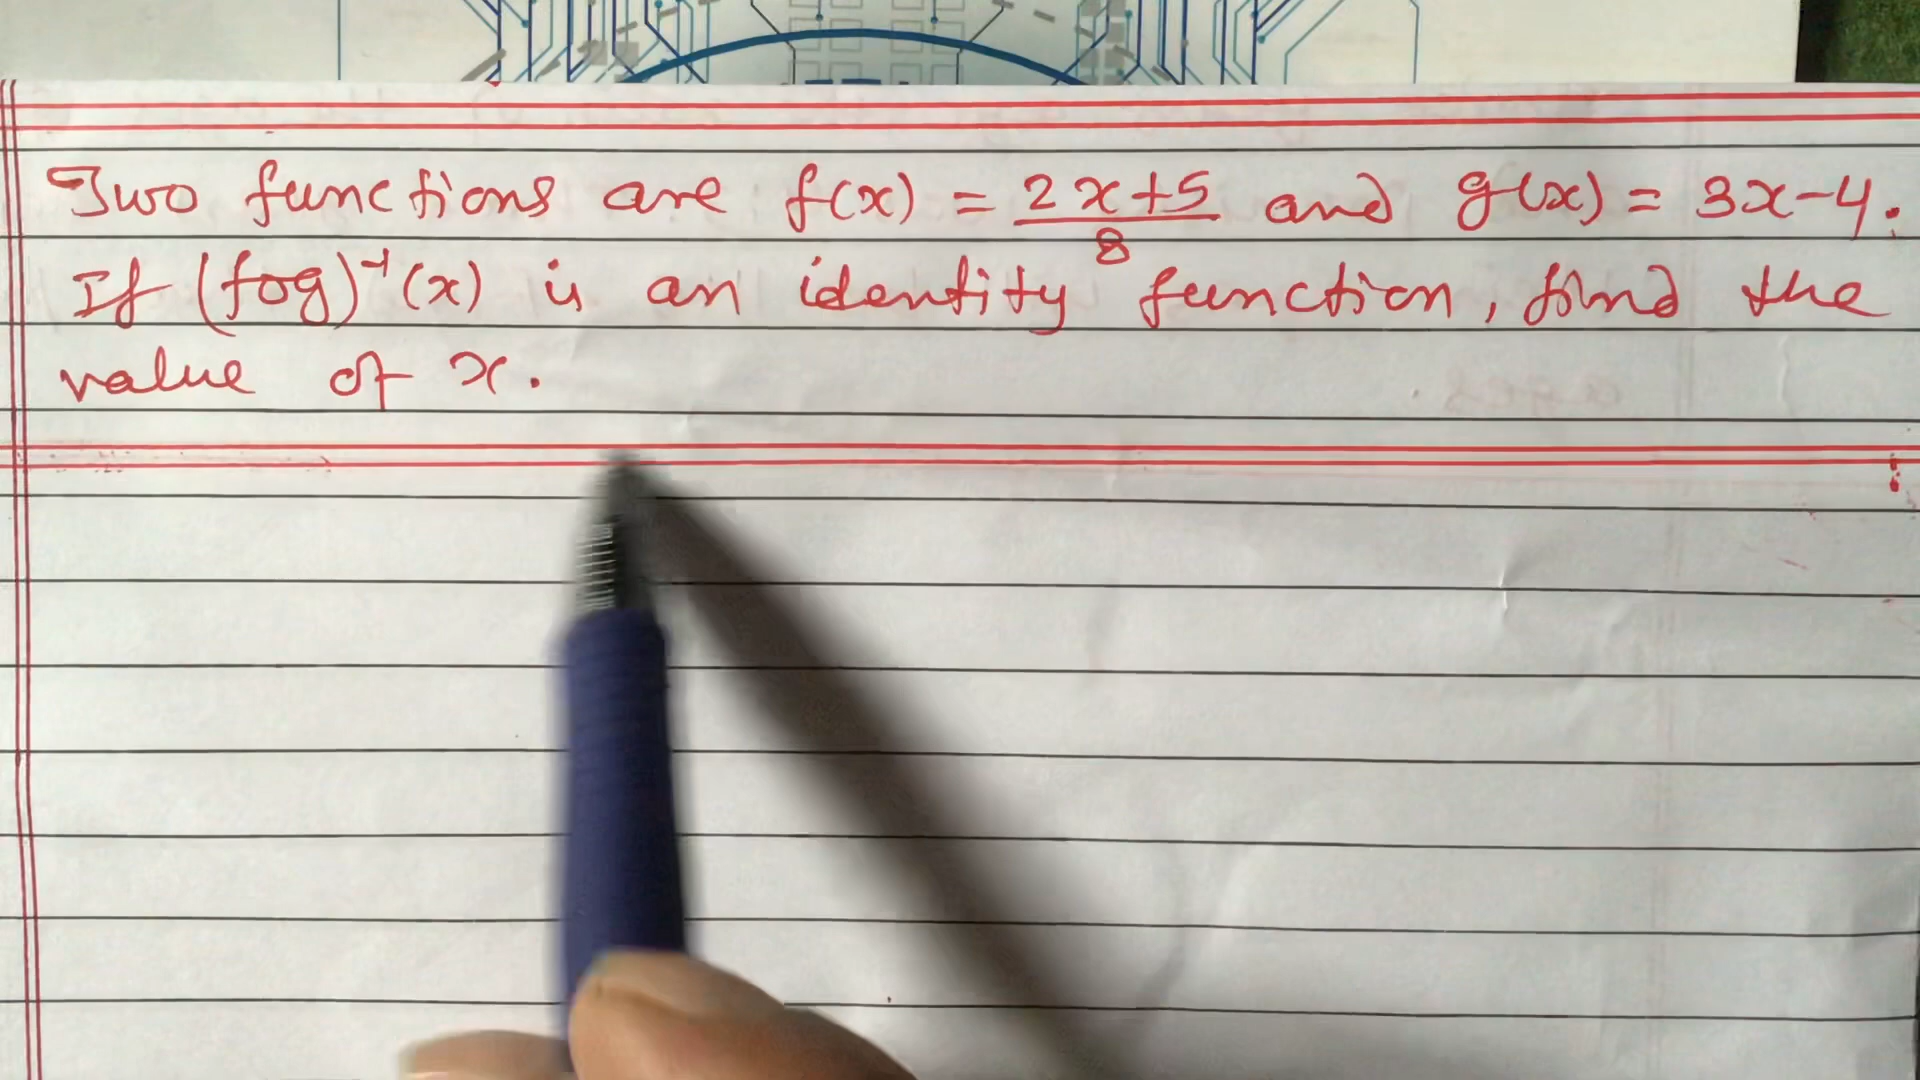 Two functions are f(x) = \frac{2x+5}{8} and g(x) = 3x-4.
If (fog)⁻¹(x) is an identity function, find the
value of x.